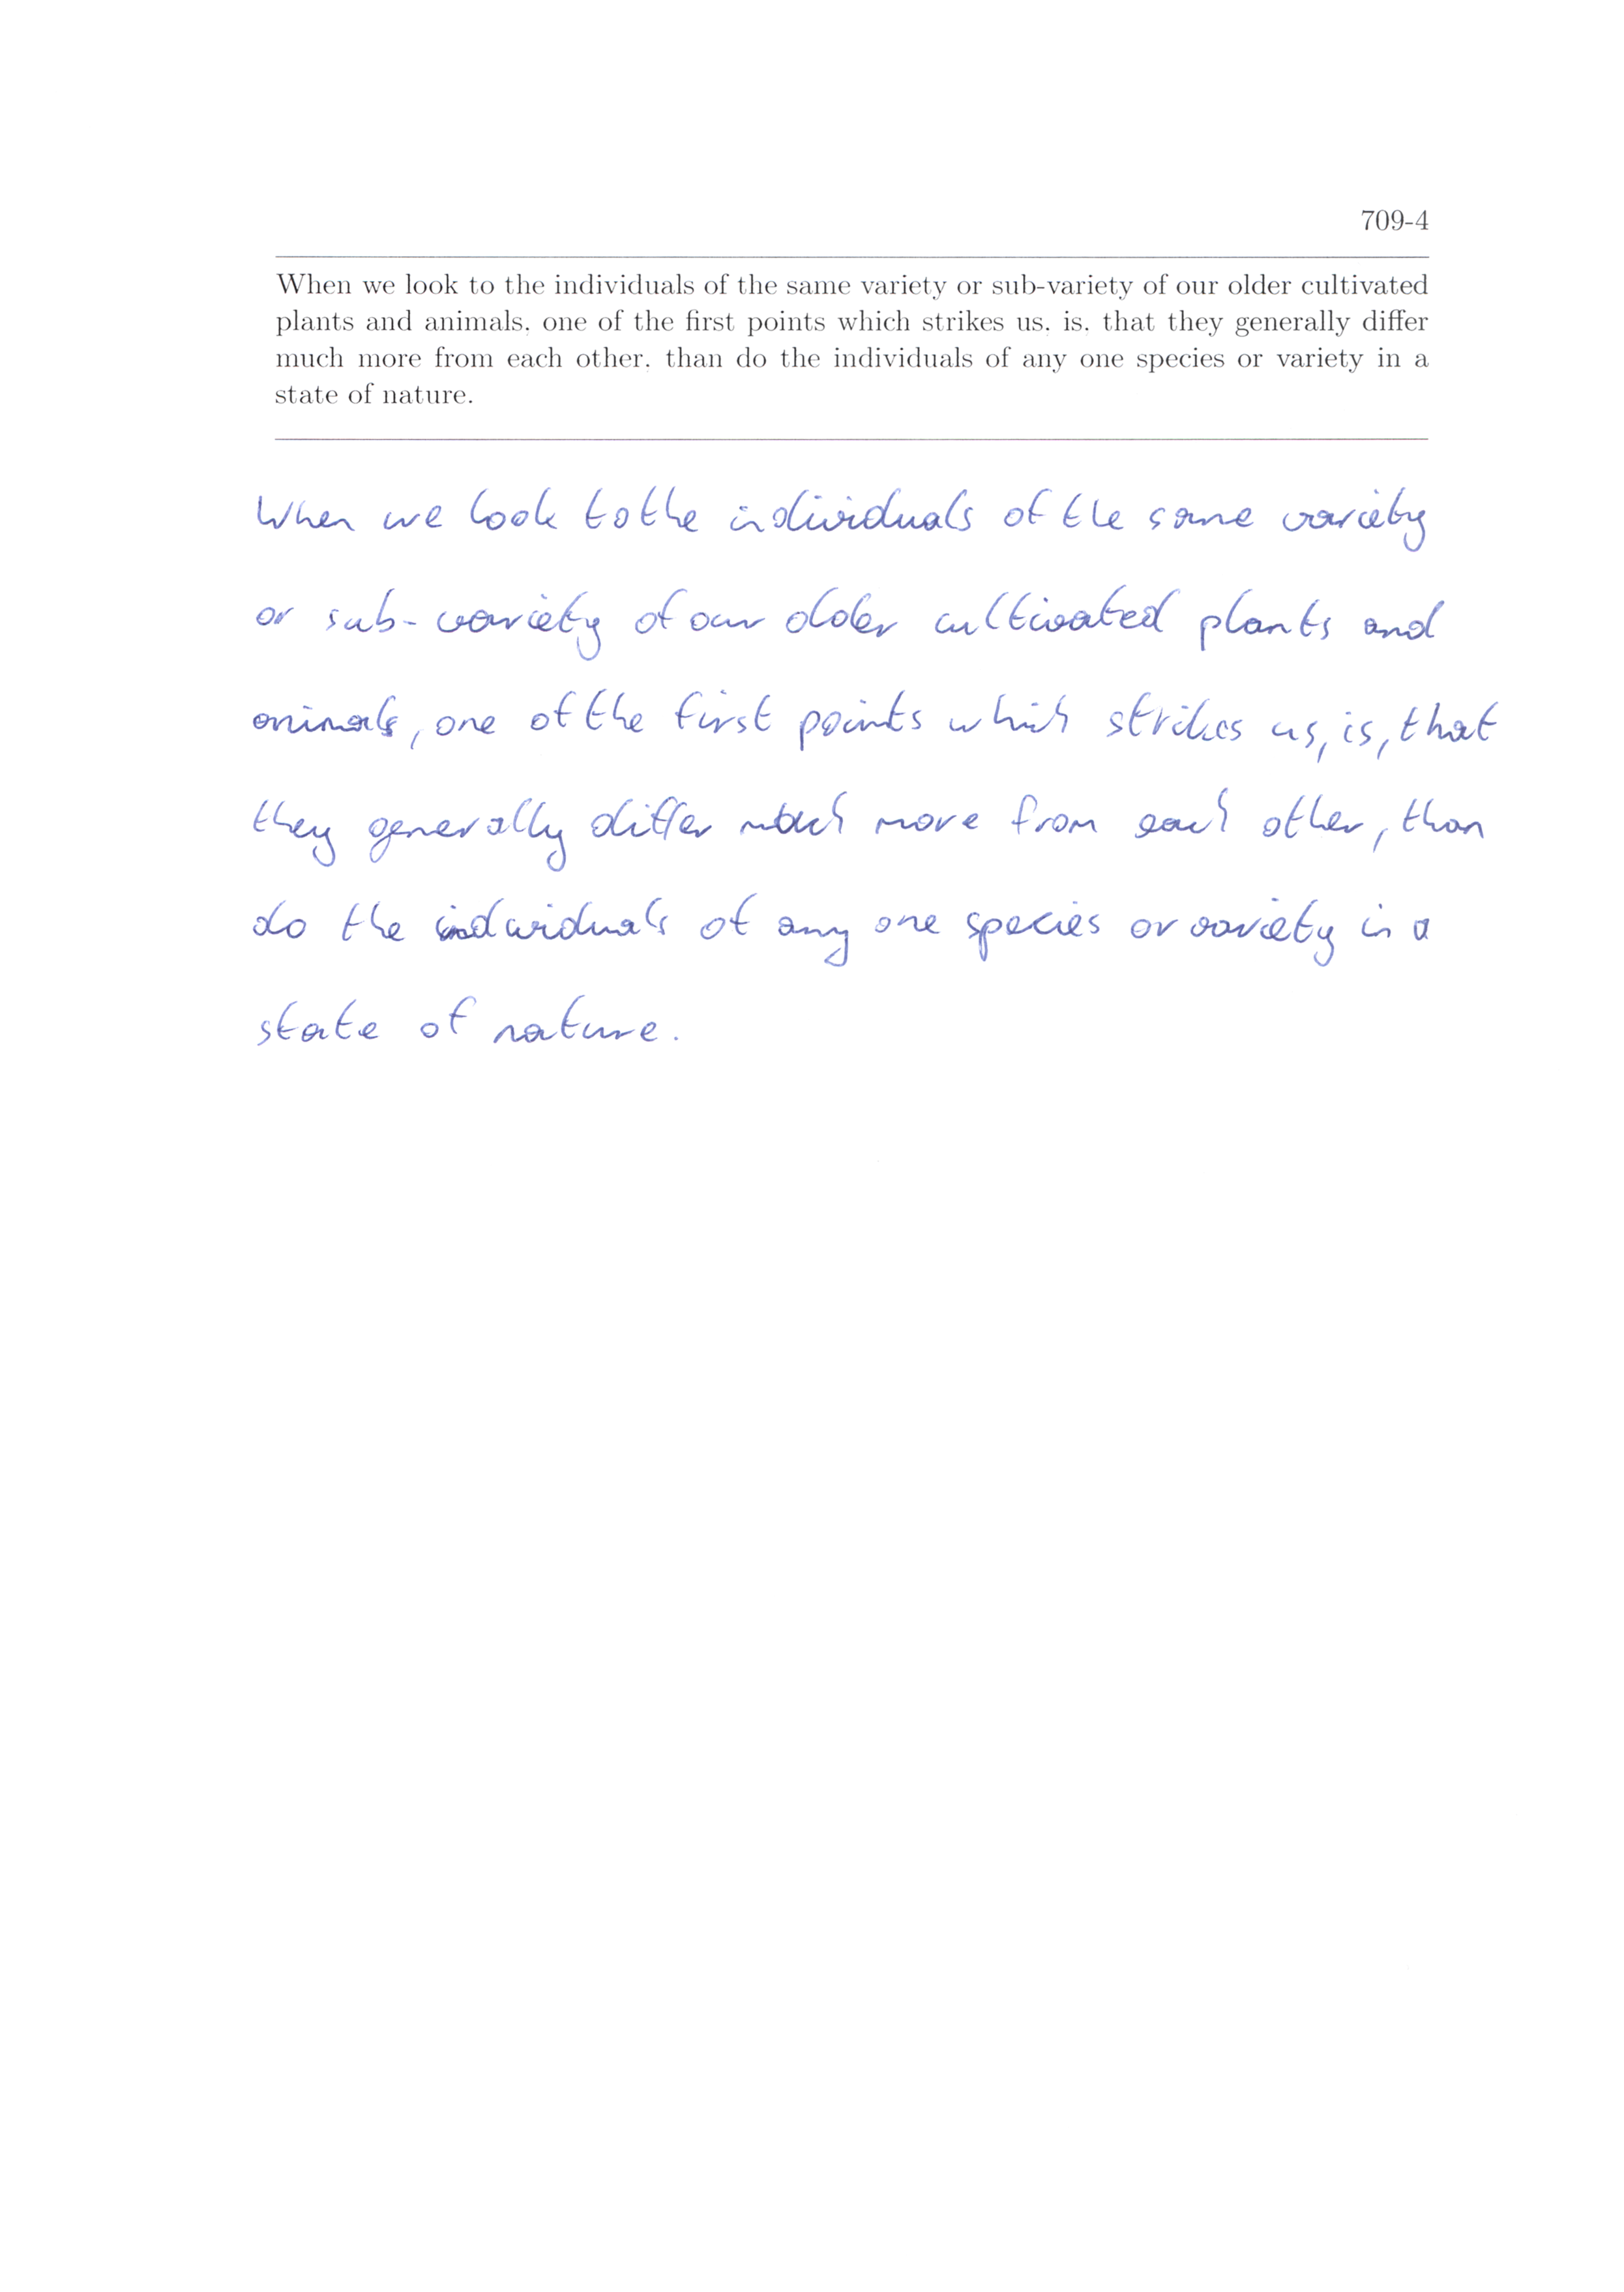 709-4
When we look to the individuals of the same variety or sub-variety of our older cultivated
plants and animals, one of the first points which strikes us, is, that they generally differ
much more from each other, than do the individuals of any one species or variety in a
state of nature.
When we look to the individuals of the same variety
or sub-variety of our older cultivated plants and
animals, one of the first points which strikes us, is, that
they generally differ much more from each other, than
do the individuals of any one species or variety in a
state of nature.